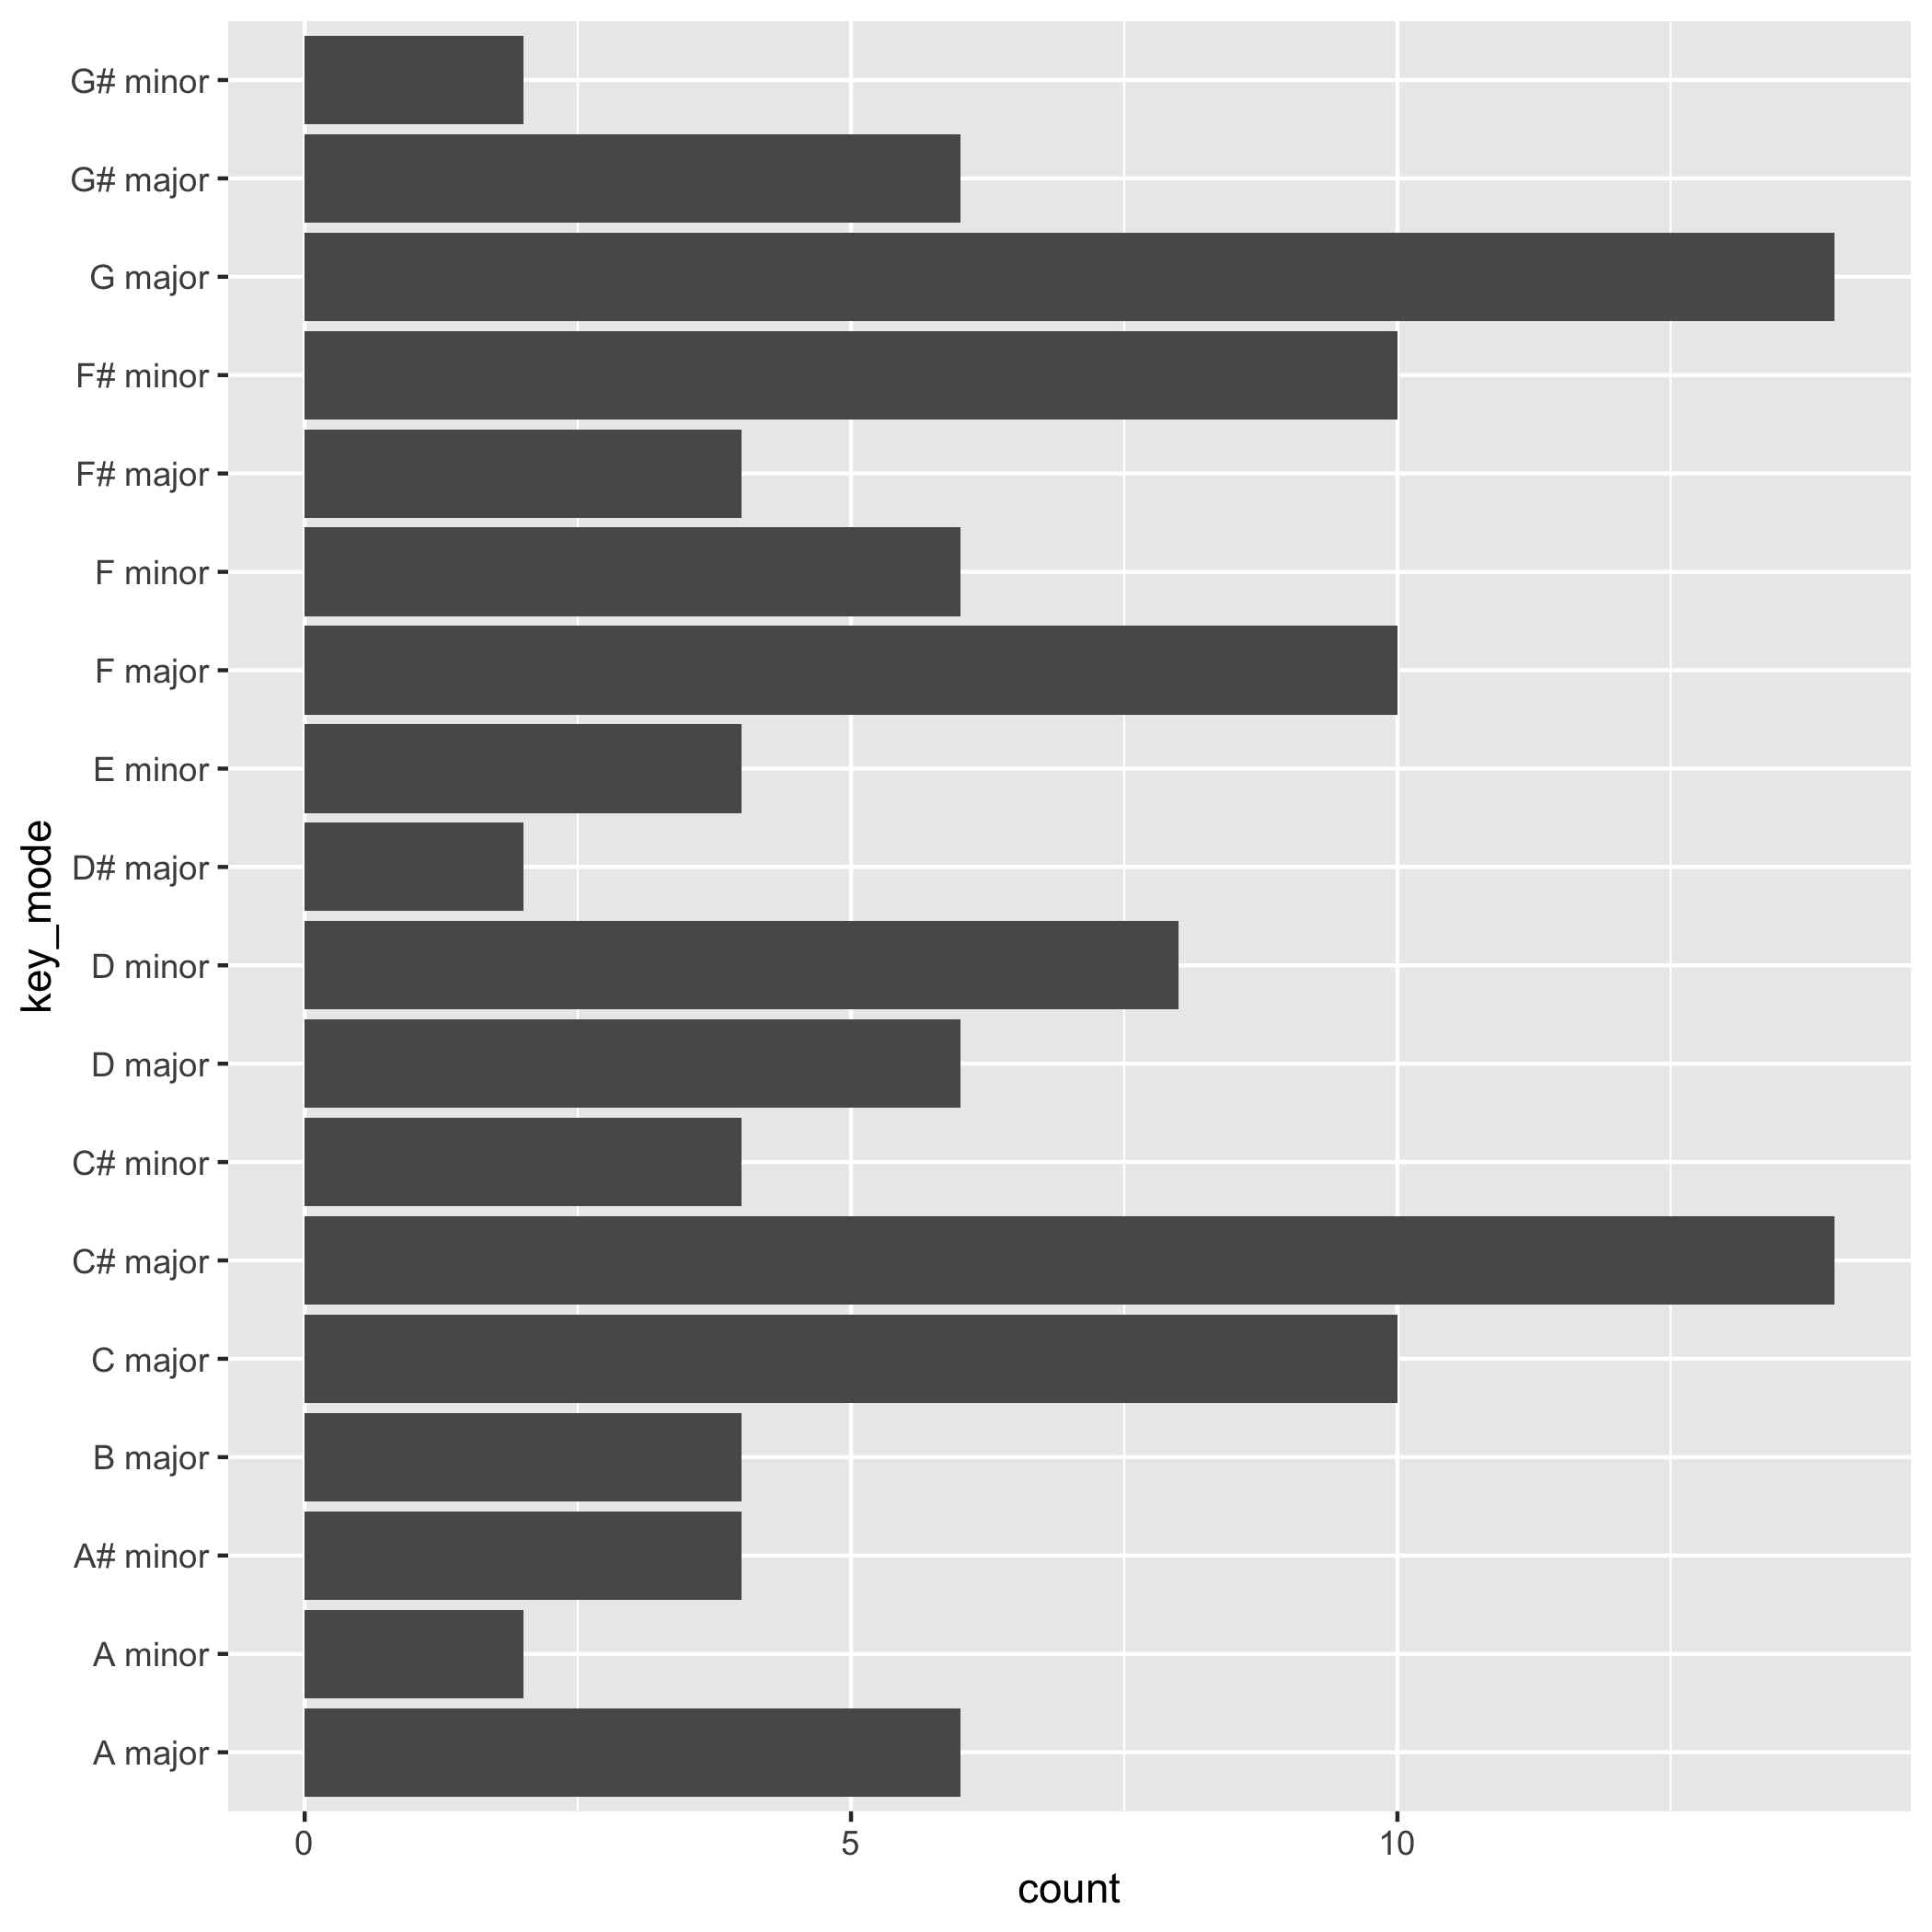 key_mode
G# minor
G# major
G major
F# minor
F# major
F minor
F major
E minor
D# major
D minor
D major
C# minor
C# major
C major
B major
A# minor
A minor
A major
0 5 10
count